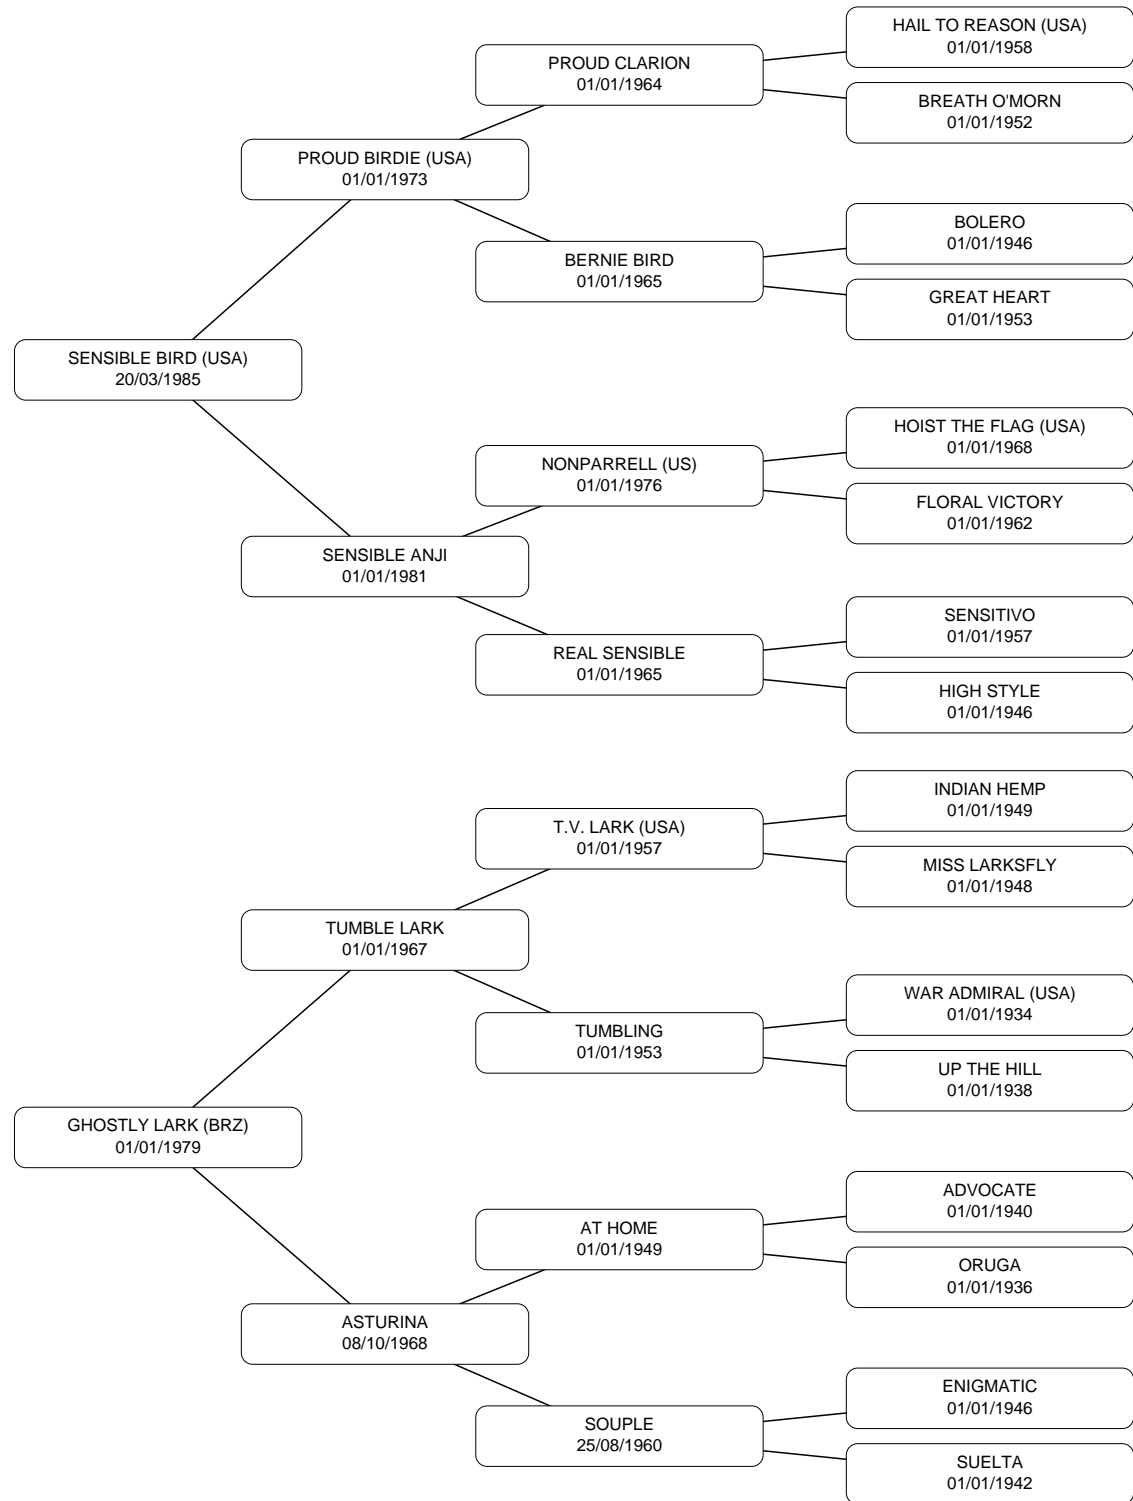 HAIL TO REASON (USA)
01/01/1958
PROUD CLARION
01/01/1964
BREATH O'MORN
01/01/1952
PROUD BIRDIE (USA)
01/01/1973
BOLERO
01/01/1946
BERNIE BIRD
01/01/1965
GREAT HEART
01/01/1953
SENSIBLE BIRD (USA)
20/03/1985
HOIST THE FLAG (USA)
01/01/1968
NONPARRELL (US)
01/01/1976
FLORAL VICTORY
01/01/1962
SENSIBLE ANJI
01/01/1981
SENSITIVO
01/01/1957
REAL SENSIBLE
01/01/1965
HIGH STYLE
01/01/1946
INDIAN HEMP
01/01/1949
T.V. LARK (USA)
01/01/1957
MISS LARKSFLY
01/01/1948
TUMBLE LARK
01/01/1967
WAR ADMIRAL (USA)
01/01/1934
TUMBLING
01/01/1953
UP THE HILL
01/01/1938
GHOSTLY LARK (BRZ)
01/01/1979
ADVOCATE
01/01/1940
AT HOME
01/01/1949
ORUGA
01/01/1936
ASTURINA
08/10/1968
ENIGMATIC
01/01/1946
SOUPLE
25/08/1960
SUELTA
01/01/1942